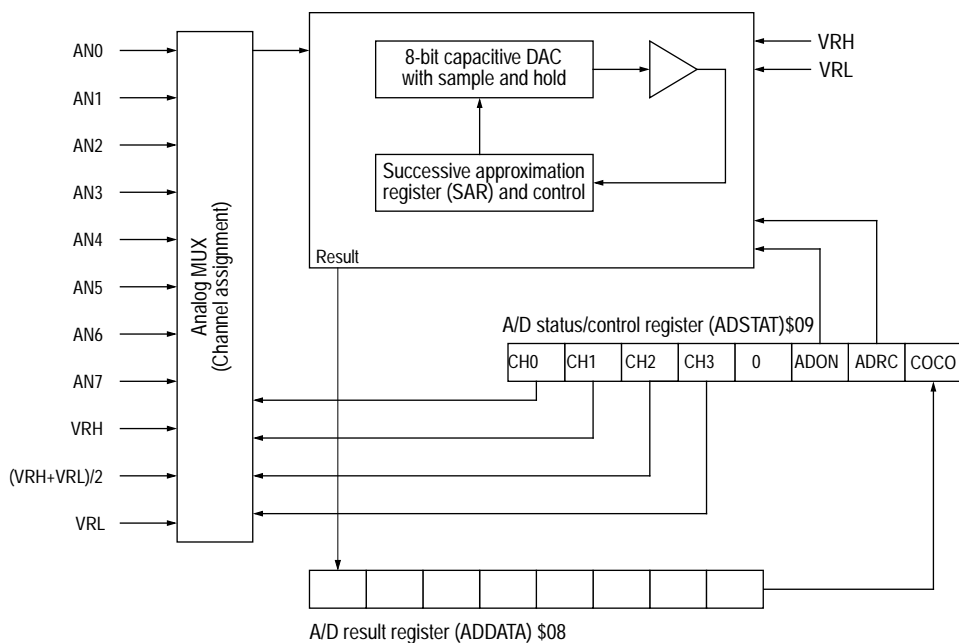 AN0
AN1
AN2
AN3
AN4
AN5
AN6
AN7
VRH
(VRH+VRL)/2
VRL
Analog MUX
(Channel assignment)
8-bit capacitive DAC
with sample and hold
Successive approximation
register (SAR) and control
Result
VRH
VRL
A/D status/control register (ADSTAT)$09
CH0 CH1 CH2 CH3 0 ADON ADRC COCO
A/D result register (ADDATA) $08